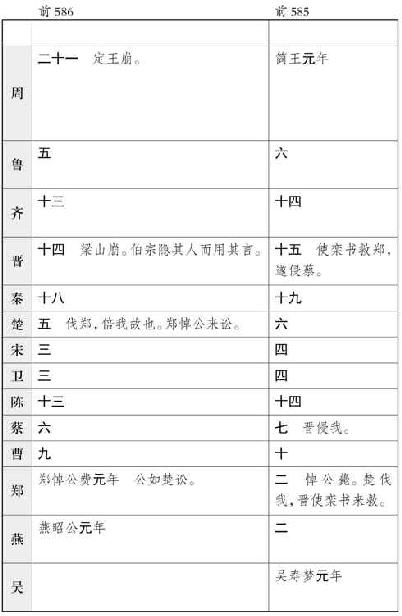 前 586 前 585
周 二十一 定王崩。 简王元年
鲁 五 六
齐 十三 十四
晋 十四 梁山崩。伯宗隐其人而用其言。 十五 使栾书救郑,
遂侵蔡。
秦 十八 十九
楚 五 伐郑,倍我故也。郑悼公来讼。 六
宋 三 四
卫 三 四
陈 十三 十四
蔡 六 七 晋侵我。
曹 九 十
郑 郑悼公费元年 公如楚讼。 二 悼公薨。楚伐
我,晋使栾书来救。
燕 燕昭公元年 二
吴 吴寿梦元年